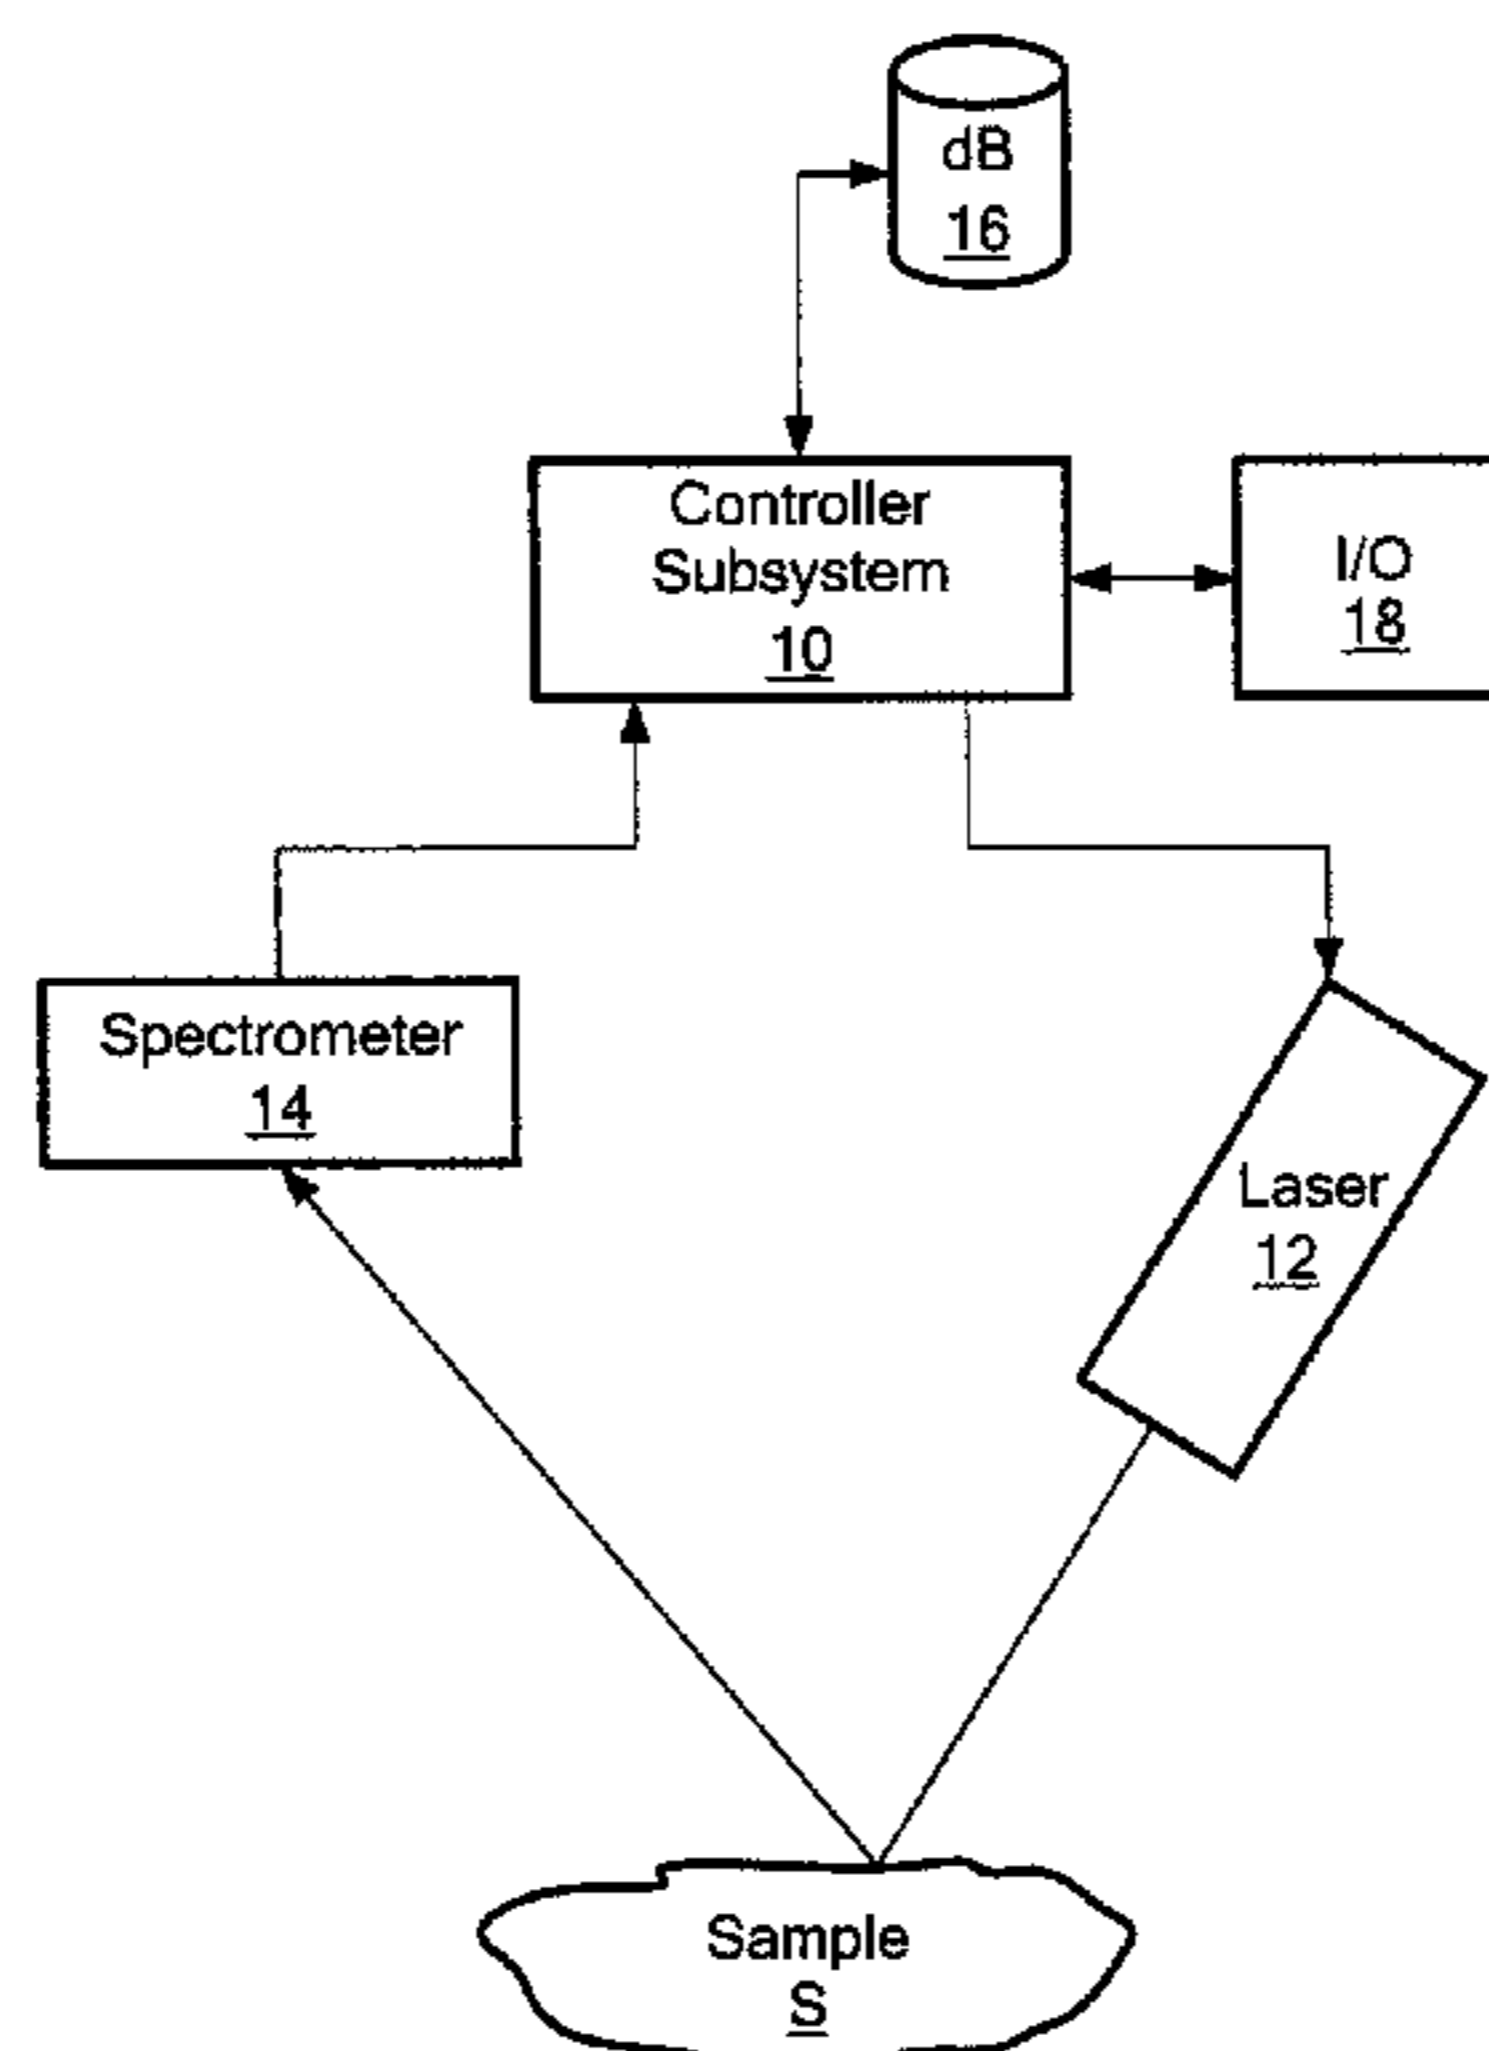 dB
16
Controller
Subsystem
10
I/O
18
Spectrometer
14
Laser
12
Sample
S